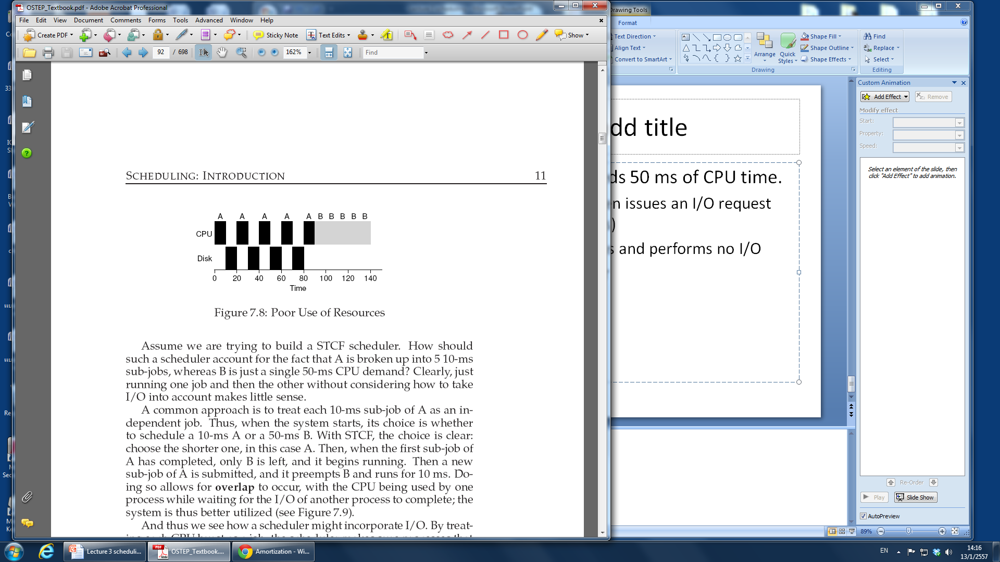 OSTEP_Textbook.pdf - Adobe Acrobat Professional
File Edit View Document Comments Forms Tools Advanced Window Help
Create PDF Sticky Note Text Edits Show
92 / 698 162% Find
SCHEDULING: INTRODUCTION 11
A A A A A B B B B B
CPU
Disk
0 20 40 60 80 100 120 140
Time
Figure 7.8: Poor Use of Resources
Assume we are trying to build a STCF scheduler. How should
such a scheduler account for the fact that A is broken up into 5 10-ms
sub-jobs, whereas B is just a single 50-ms CPU demand? Clearly, just
running one job and then the other without considering how to take
I/O into account makes little sense.
A common approach is to treat each 10-ms sub-job of A as an in-
dependent job. Thus, when the system starts, its choice is whether
to schedule a 10-ms A or a 50-ms B. With STCF, the choice is clear:
choose the shorter one, in this case A. Then, when the first sub-job of
A has completed, only B is left, and it begins running. Then a new
sub-job of A is submitted, and it preempts B and runs for 10 ms. Do-
ing so allows for overlap to occur, with the CPU being used by one
process while waiting for the I/O of another process to complete; the
system is thus better utilized (see Figure 7.9).
And thus we see how a scheduler might incorporate I/O. By treat-
Drawing Tools
Format
Text Direction
Align Text
Convert to SmartArt
Arrange
Quick
Styles
Shape Fill
Shape Outline
Shape Effects
Drawing
Find
Replace
Select
Editing
dd title
ds 50 ms of CPU time.
n issues an I/O request
)
s and performs no I/O
Custom Animation
Add Effect Remove
Modify effect
Start:
Property:
Speed:
Select an element of the slide, then
click "Add Effect" to add animation.
Re-Order
Play Slide Show
AutoPreview
89%
Lecture 3 scheduli... OSTEP_Textbook.... Amortization - Wi...
EN
14:16
13/1/2557